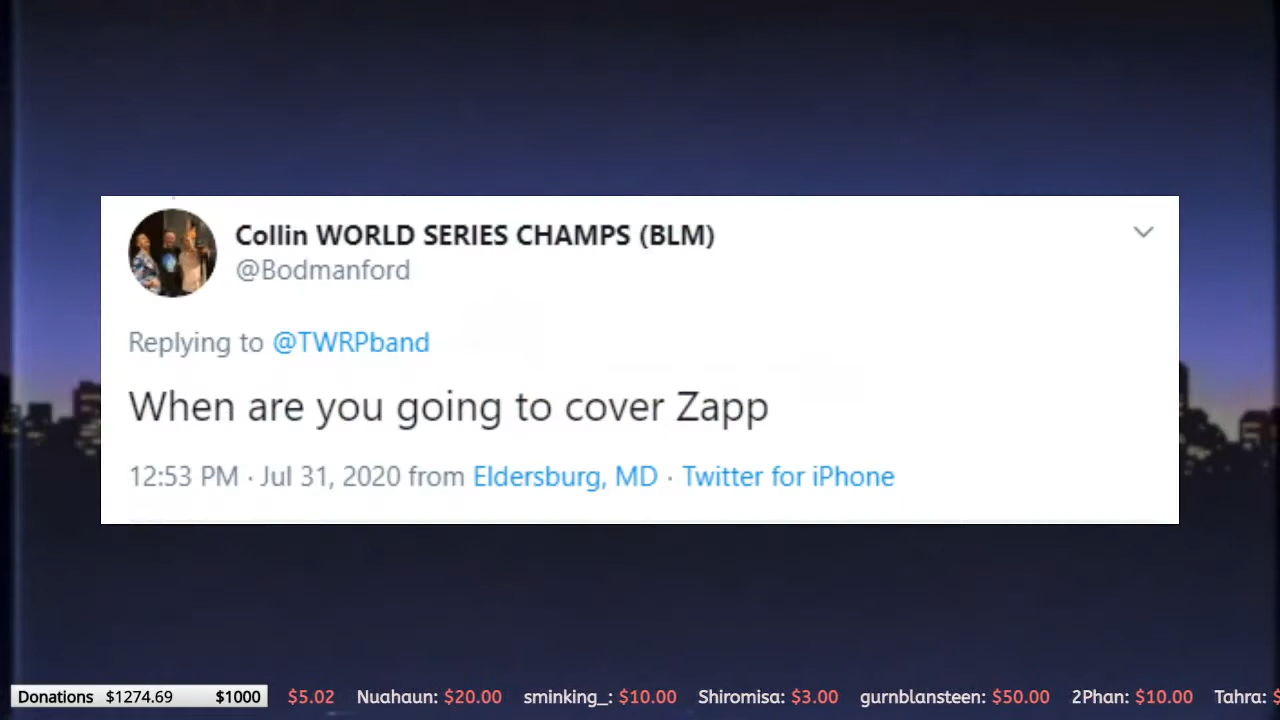 Collin WORLD SERIES CHAMPS (BLM)
@Bodmanford
Replying to @TWRPband
When are you going to cover Zapp
12:53 PM · Jul 31, 2020 from Eldersburg, MD · Twitter for iPhone
Donations $1274.69 $1000 $5.02 Nuahaun: $20.00 sminking_: $10.00 Shiromisa: $3.00 gurnblansteen: $50.00 2Phan: $10.00 Tahra: $